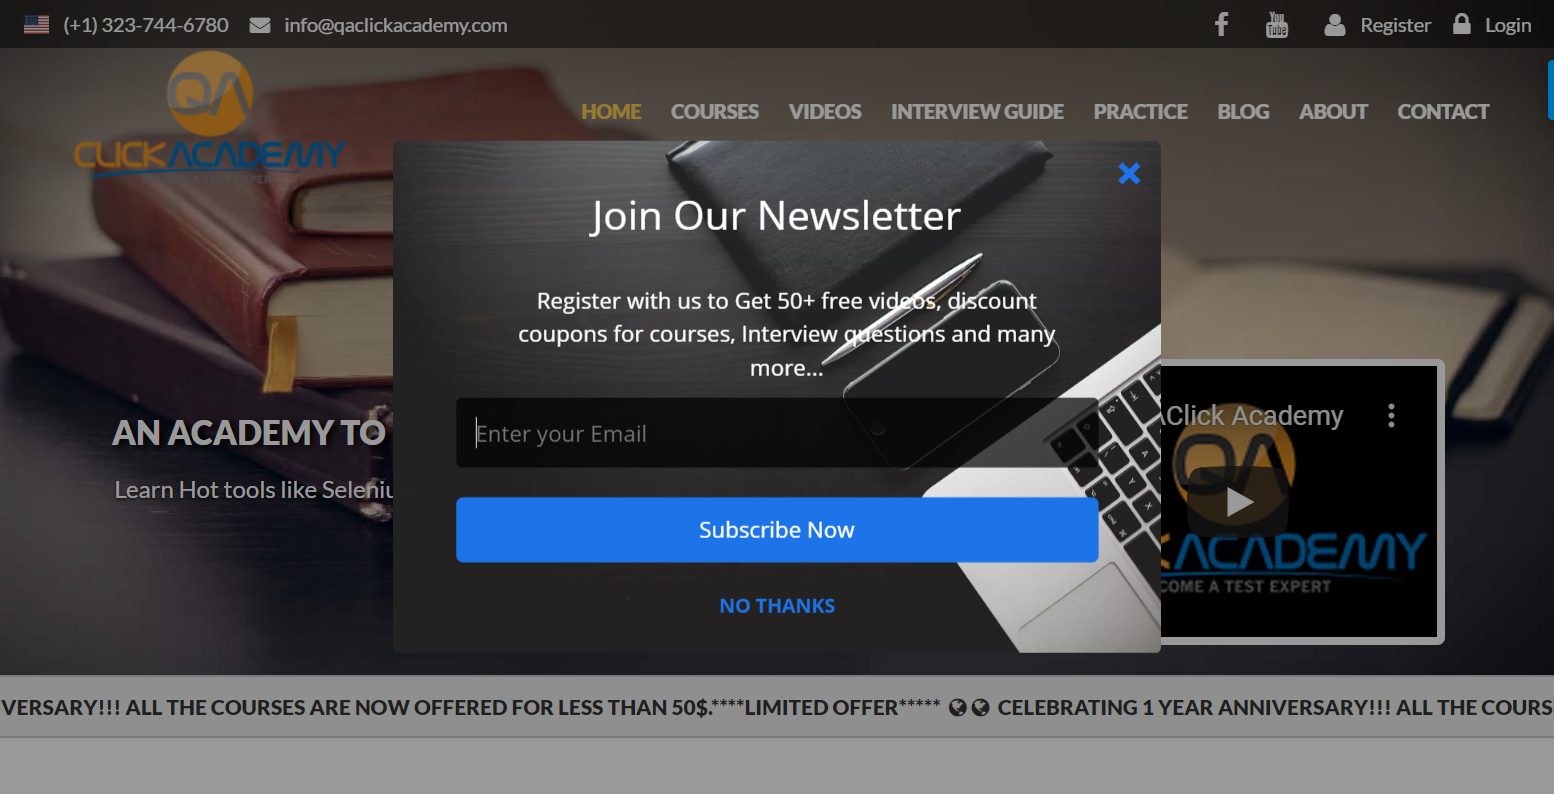 (+1) 323-744-6780 info@qaclickacademy.com
You
Tube
Register Login
QA
CLICKACADEMY
HOME COURSES VIDEOS INTERVIEW GUIDE PRACTICE BLOG ABOUT CONTACT
Join Our Newsletter
Register with us to Get 50+ free videos, discount
coupons for courses, Interview questions and many
more...
Enter your Email
Subscribe Now
NO THANKS
AN ACADEMY TO
Learn Hot tools like
Click Academy
QA
ACADEMY
COME A TEST EXPERT
VERSARY!!! ALL THE COURSES ARE NOW OFFERED FOR LESS THAN 50$.****LIMITED OFFER***** CELEBRATING 1 YEAR ANNIVERSARY!!! ALL THE COURS